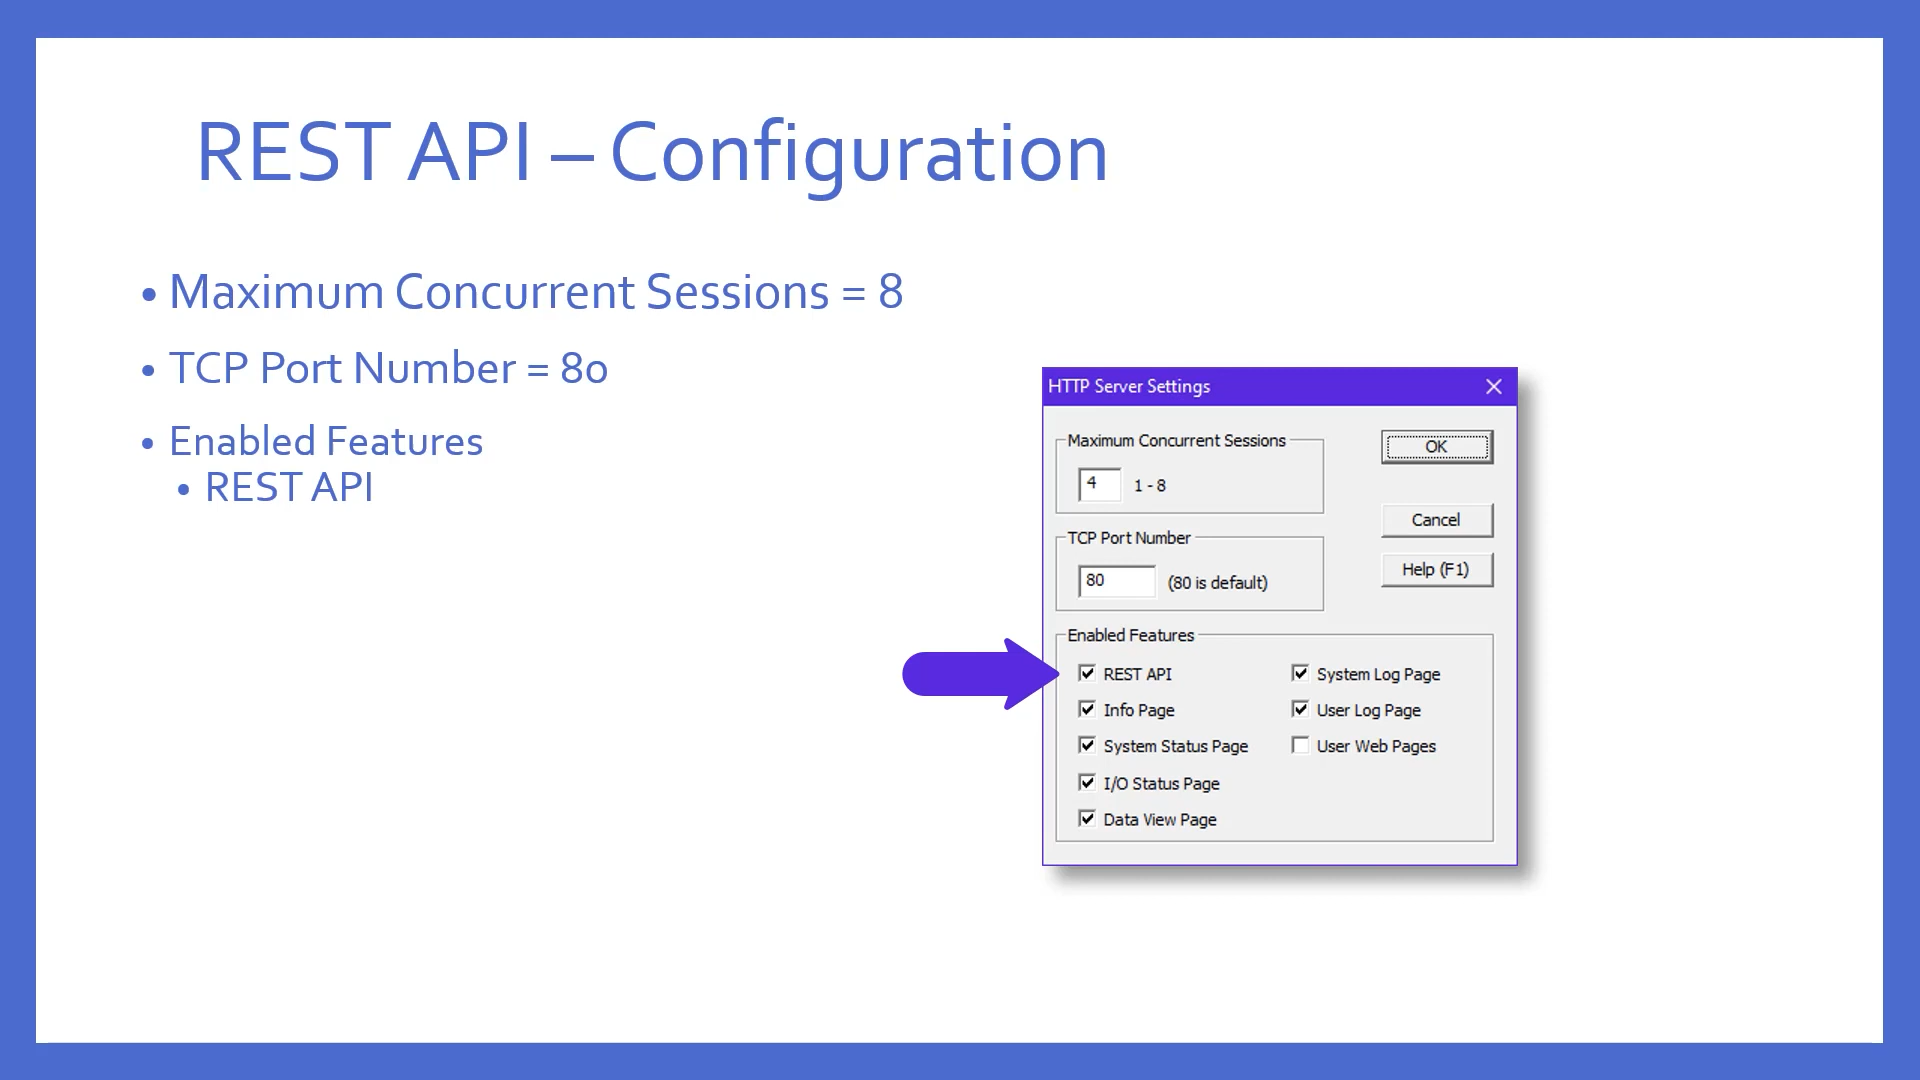 REST API – Configuration
• Maximum Concurrent Sessions = 8
• TCP Port Number = 80
• Enabled Features
• REST API
HTTP Server Settings
Maximum Concurrent Sessions
4 1 - 8
OK
Cancel
TCP Port Number
80 (80 is default)
Help (F1)
Enabled Features
REST API
System Log Page
Info Page
User Log Page
System Status Page
User Web Pages
I/O Status Page
Data View Page